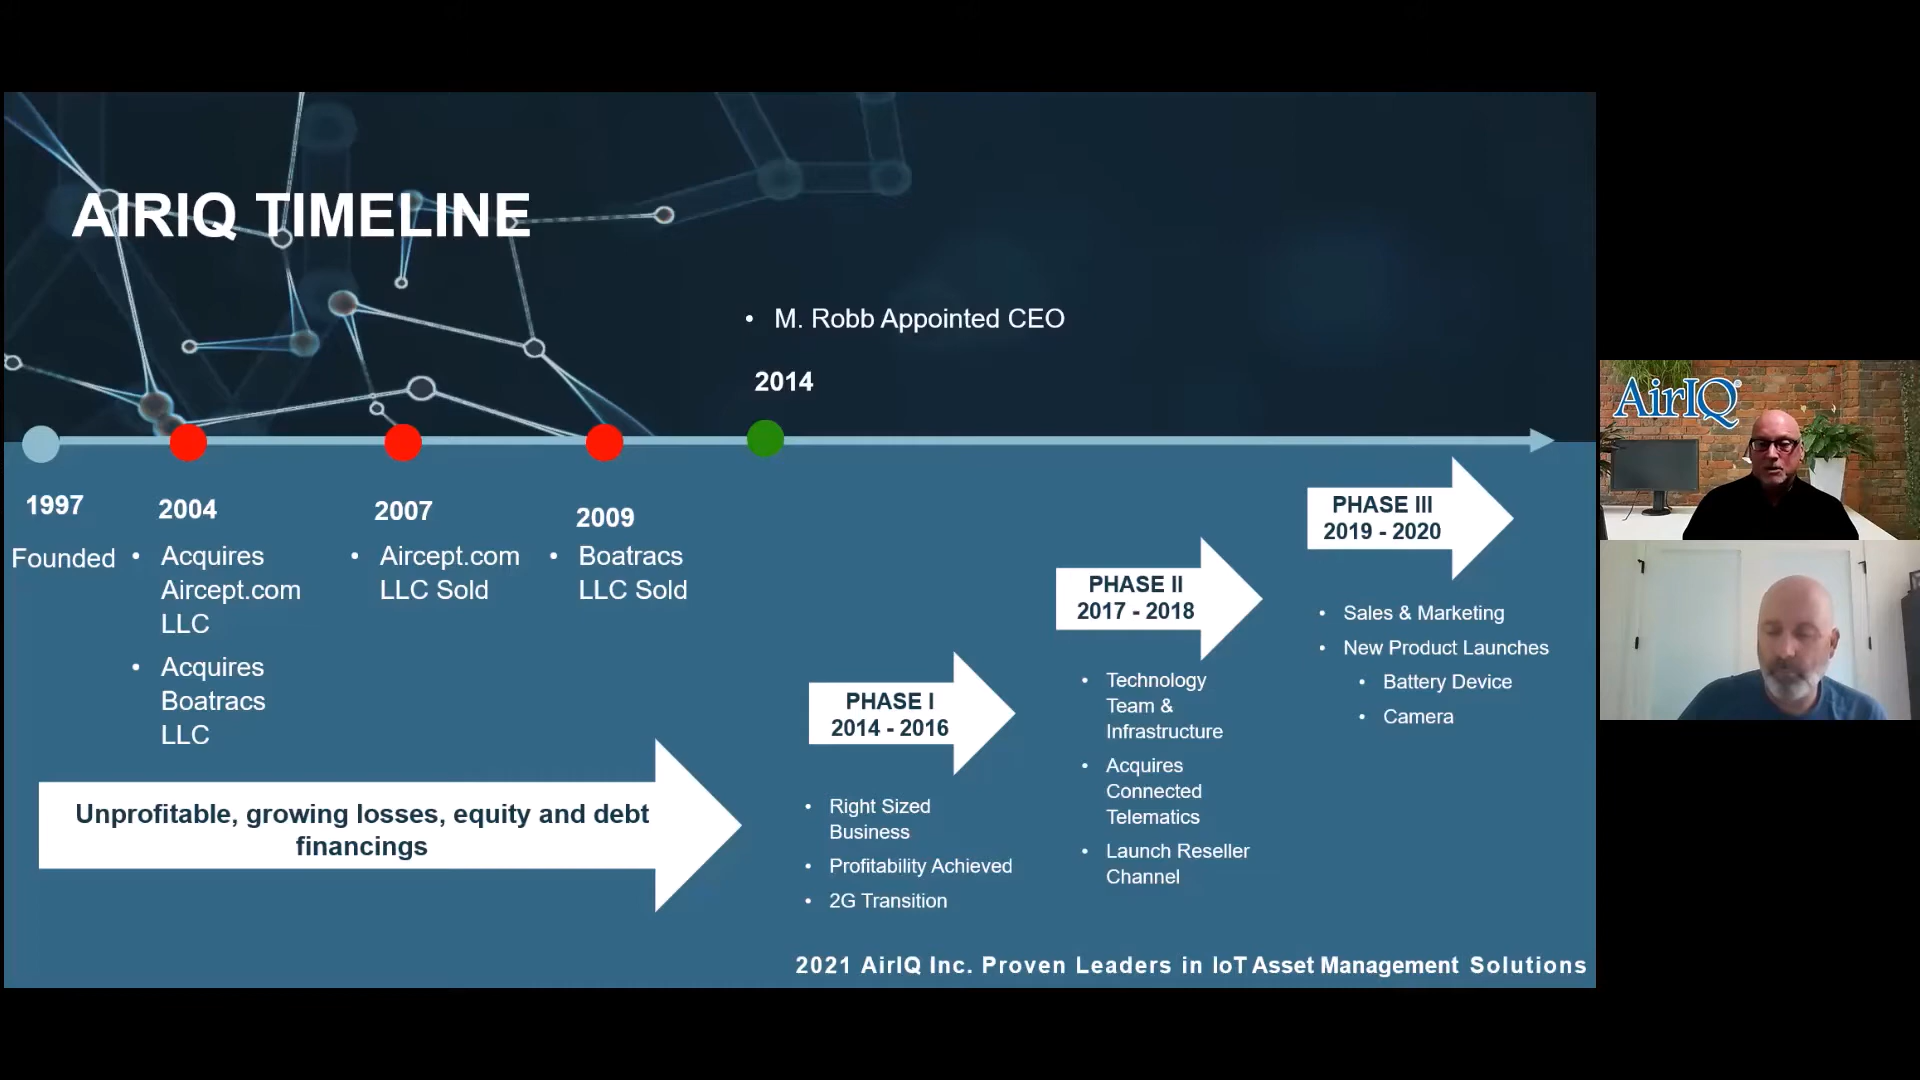 AIRIQ TIMELINE
• M. Robb Appointed CEO
2014
1997
Founded
2004
• Acquires
Aircept.com
LLC
• Acquires
Boatracs
LLC
2007
• Aircept.com
LLC Sold
2009
• Boatracs
LLC Sold
Unprofitable, growing losses, equity and debt
financings
PHASE I
2014 - 2016
• Right Sized
Business
• Profitability Achieved
• 2G Transition
PHASE II
2017 - 2018
• Technology
Team &
Infrastructure
• Acquires
Connected
Telematics
• Launch Reseller
Channel
PHASE III
2019 - 2020
• Sales & Marketing
• New Product Launches
• Battery Device
• Camera
2021 AirIQ Inc. Proven Leaders in IoT Asset Management Solutions
AirIQ®